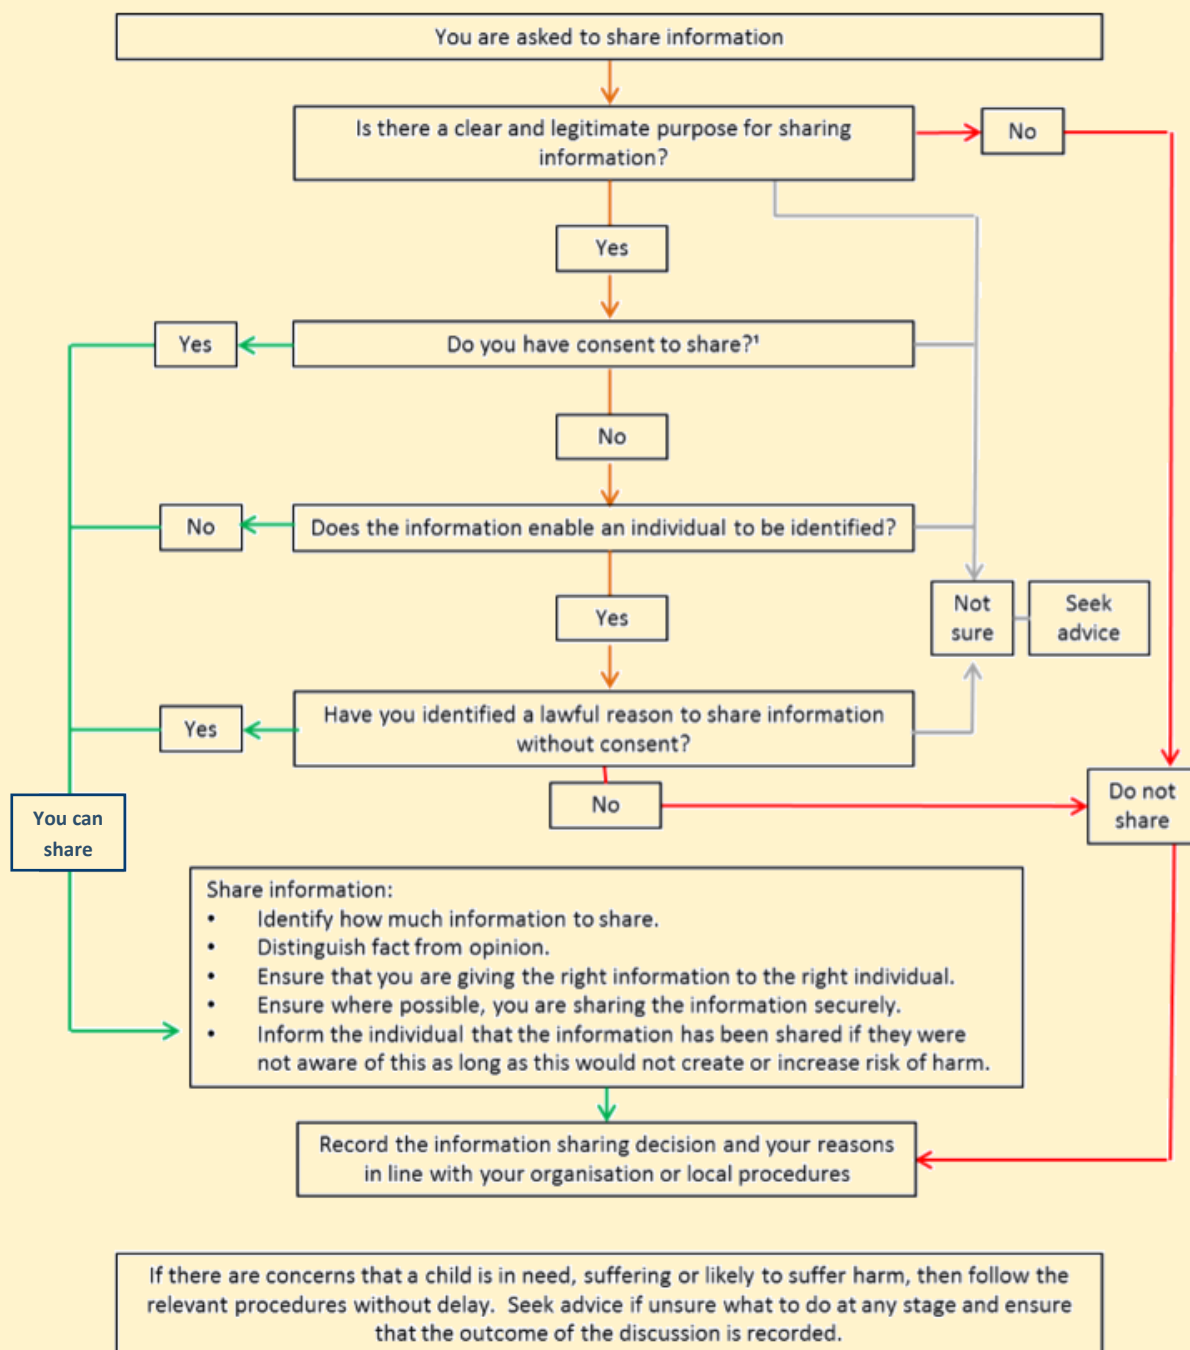 You are asked to share information
Is there a clear and legitimate purpose for sharing
information?
No
Yes
Yes
Do you have consent to share?¹
No
No
Does the information enable an individual to be identified?
Yes
Not
sure
Seek
advice
Yes
Have you identified a lawful reason to share information
without consent?
No
Do not
share
You can
share
Share information:
• Identify how much information to share.
• Distinguish fact from opinion.
• Ensure that you are giving the right information to the right individual.
• Ensure where possible, you are sharing the information securely.
• Inform the individual that the information has been shared if they were
not aware of this as long as this would not create or increase risk of harm.
Record the information sharing decision and your reasons
in line with your organisation or local procedures
If there are concerns that a child is in need, suffering or likely to suffer harm, then follow the
relevant procedures without delay. Seek advice if unsure what to do at any stage and ensure
that the outcome of the discussion is recorded.